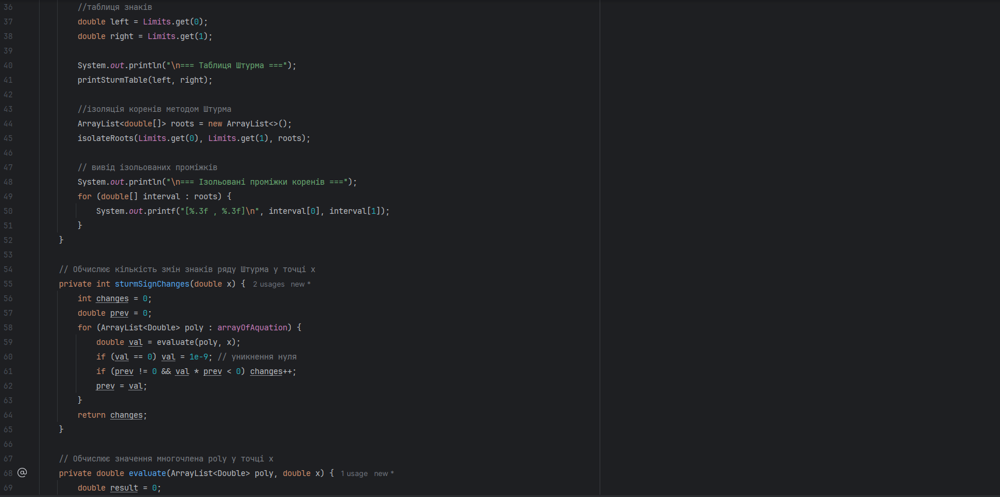 36 //таблиця знаків
37 double left = Limits.get(0);
38 double right = Limits.get(1);
39
40 System.out.println("\n=== Таблиця Штурма ===");
41 printSturmTable(left, right);
42
43 //ізоляція коренів методом Штурма
44 ArrayList<double[]> roots = new ArrayList<>();
45 isolateRoots(Limits.get(0), Limits.get(1), roots);
46
47 // вивід ізольованих проміжків
48 System.out.println("\n=== Ізольовані проміжки коренів ===");
49 for (double[] interval : roots) {
50 System.out.printf("[%.3f , %.3f]\n", interval[0], interval[1]);
51 }
52 }
53
54 // Обчислює кількість змін знаків ряду Штурма у точці x
55 private int sturmSignChanges(double x) { 2 usages new *
56 int changes = 0;
57 double prev = 0;
58 for (ArrayList<Double> poly : arrayOfAquation) {
59 double val = evaluate(poly, x);
60 if (val == 0) val = 1e-9; // уникнення нуля
61 if (prev != 0 && val * prev < 0) changes++;
62 prev = val;
63 }
64 return changes;
65 }
66
67 // Обчислює значення многочлена poly у точці x
68 @ private double evaluate(ArrayList<Double> poly, double x) { 1 usage new *
69 double result = 0;